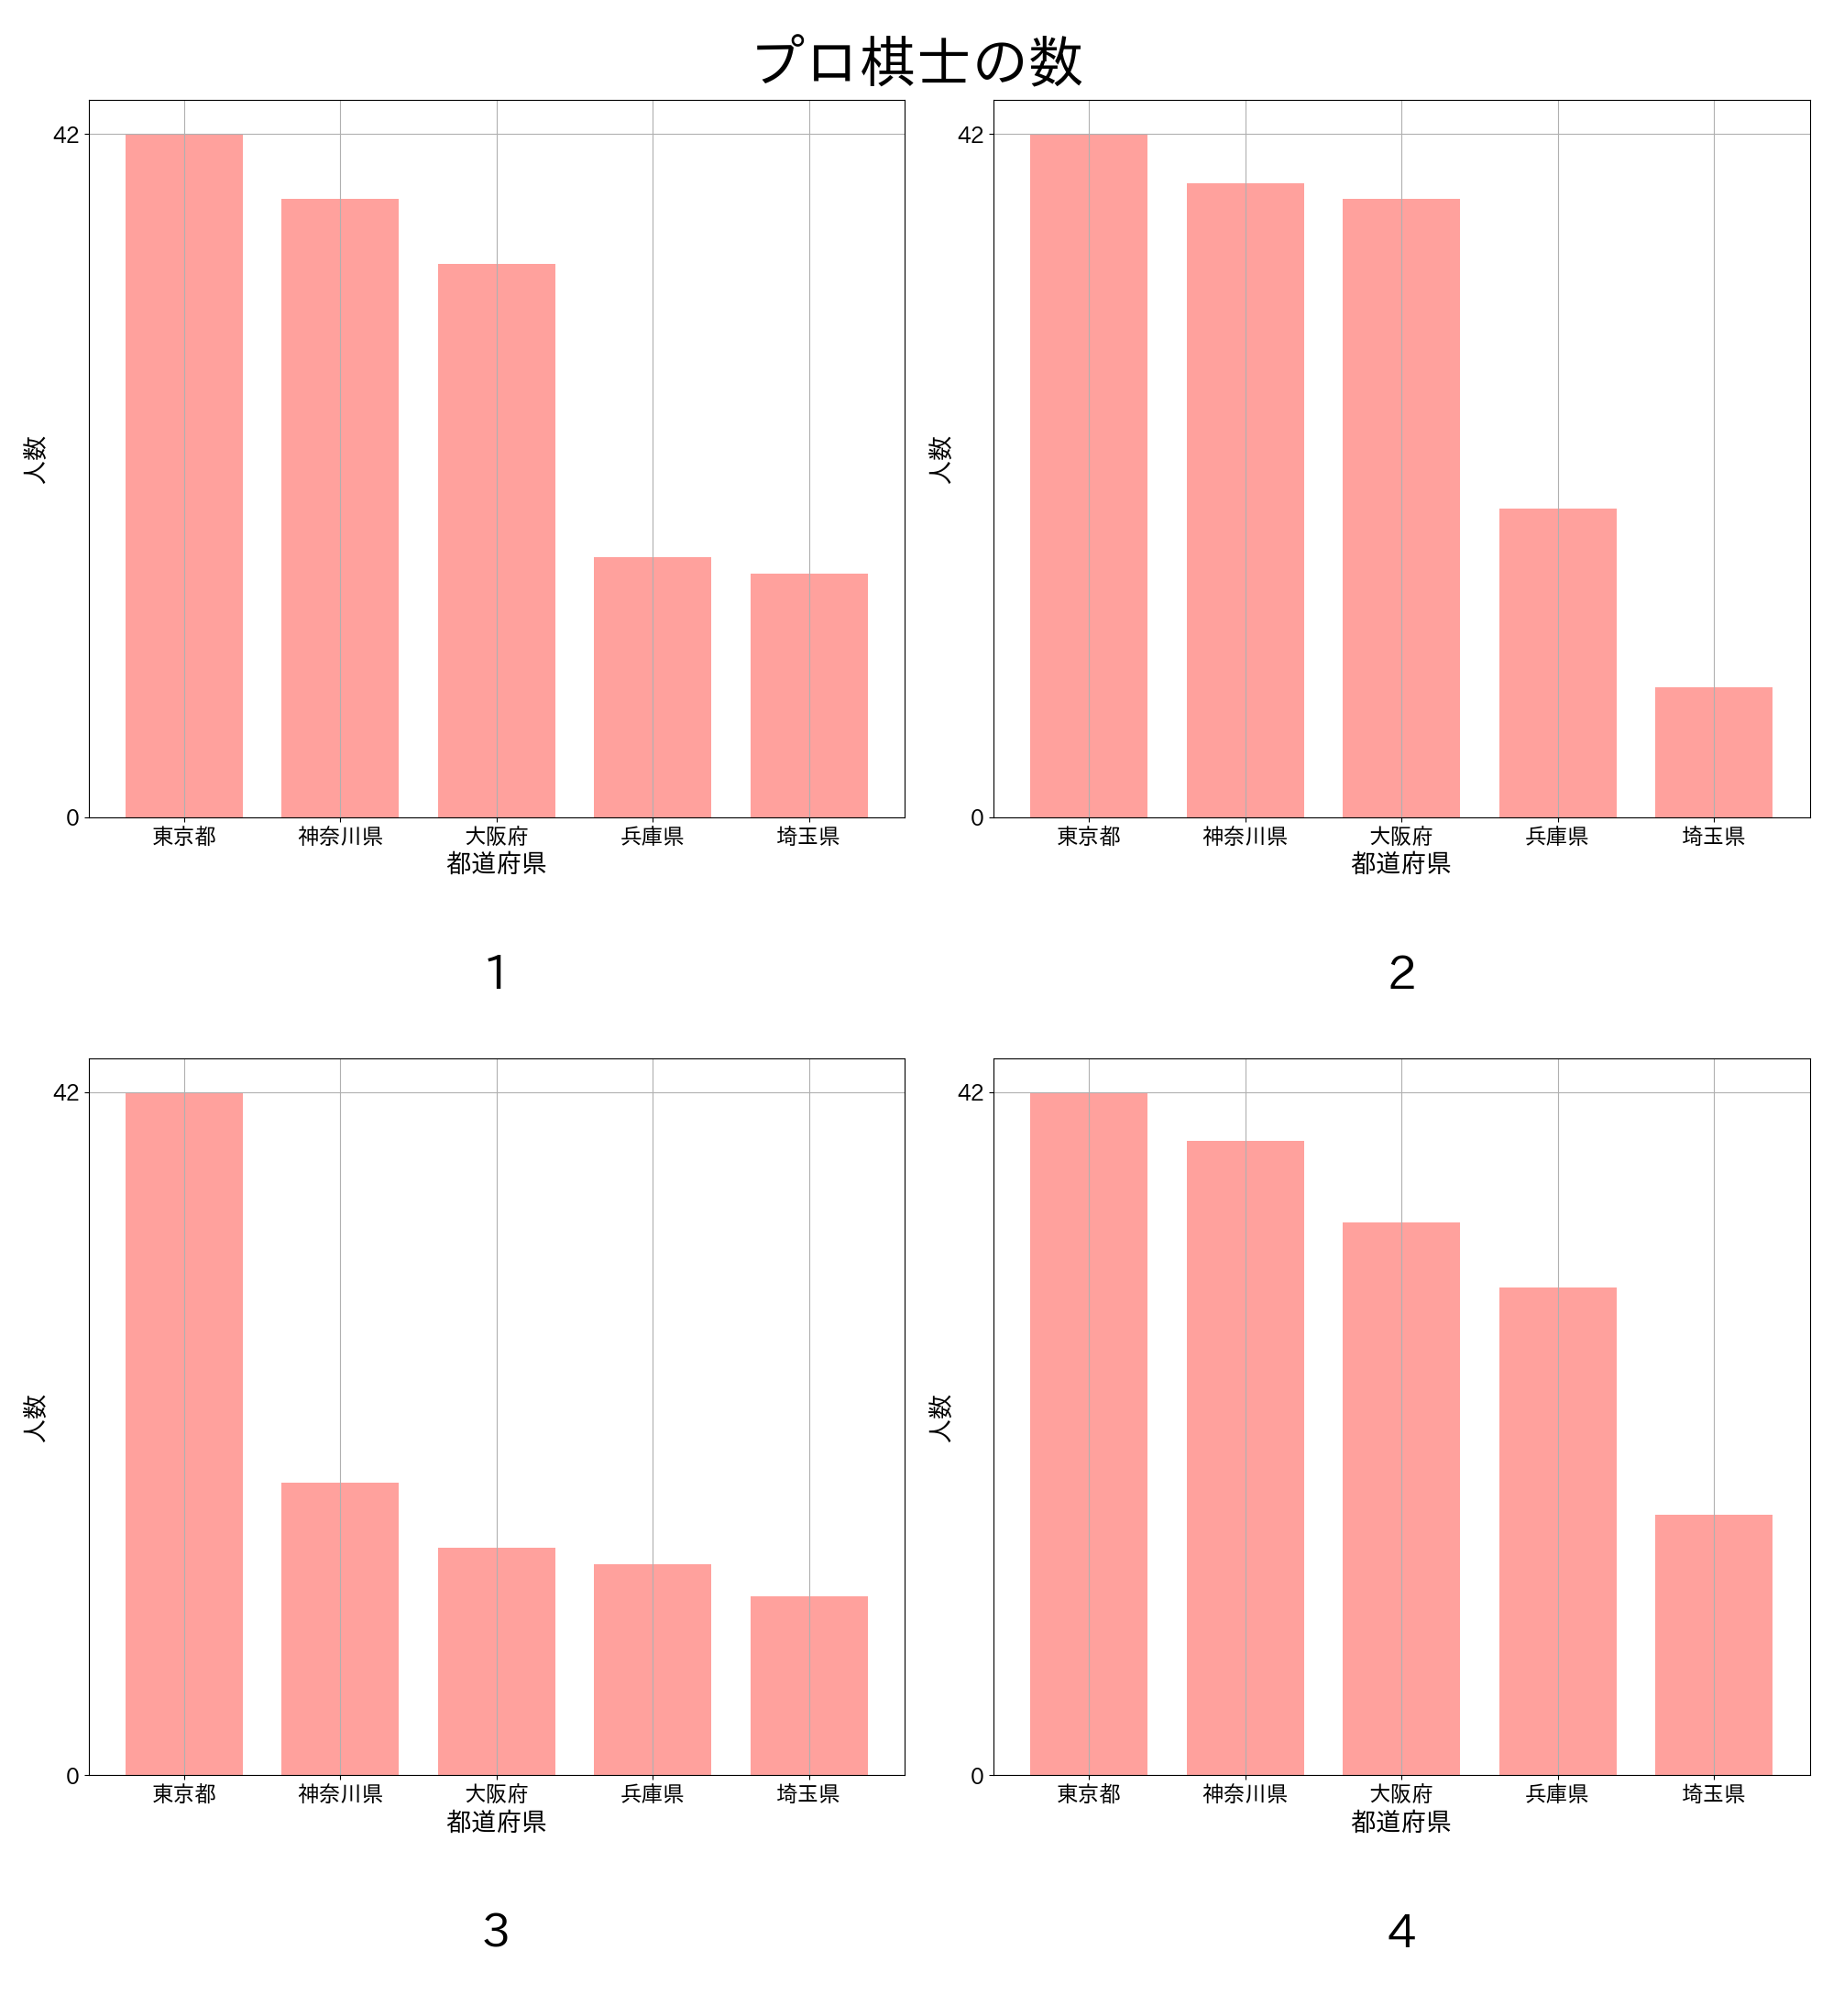 プロ棋士の数
42
0
人数
東京都 神奈川県 大阪府 兵庫県 埼玉県
都道府県
1
42
0
人数
東京都 神奈川県 大阪府 兵庫県 埼玉県
都道府県
2
42
0
人数
東京都 神奈川県 大阪府 兵庫県 埼玉県
都道府県
3
42
0
人数
東京都 神奈川県 大阪府 兵庫県 埼玉県
都道府県
4